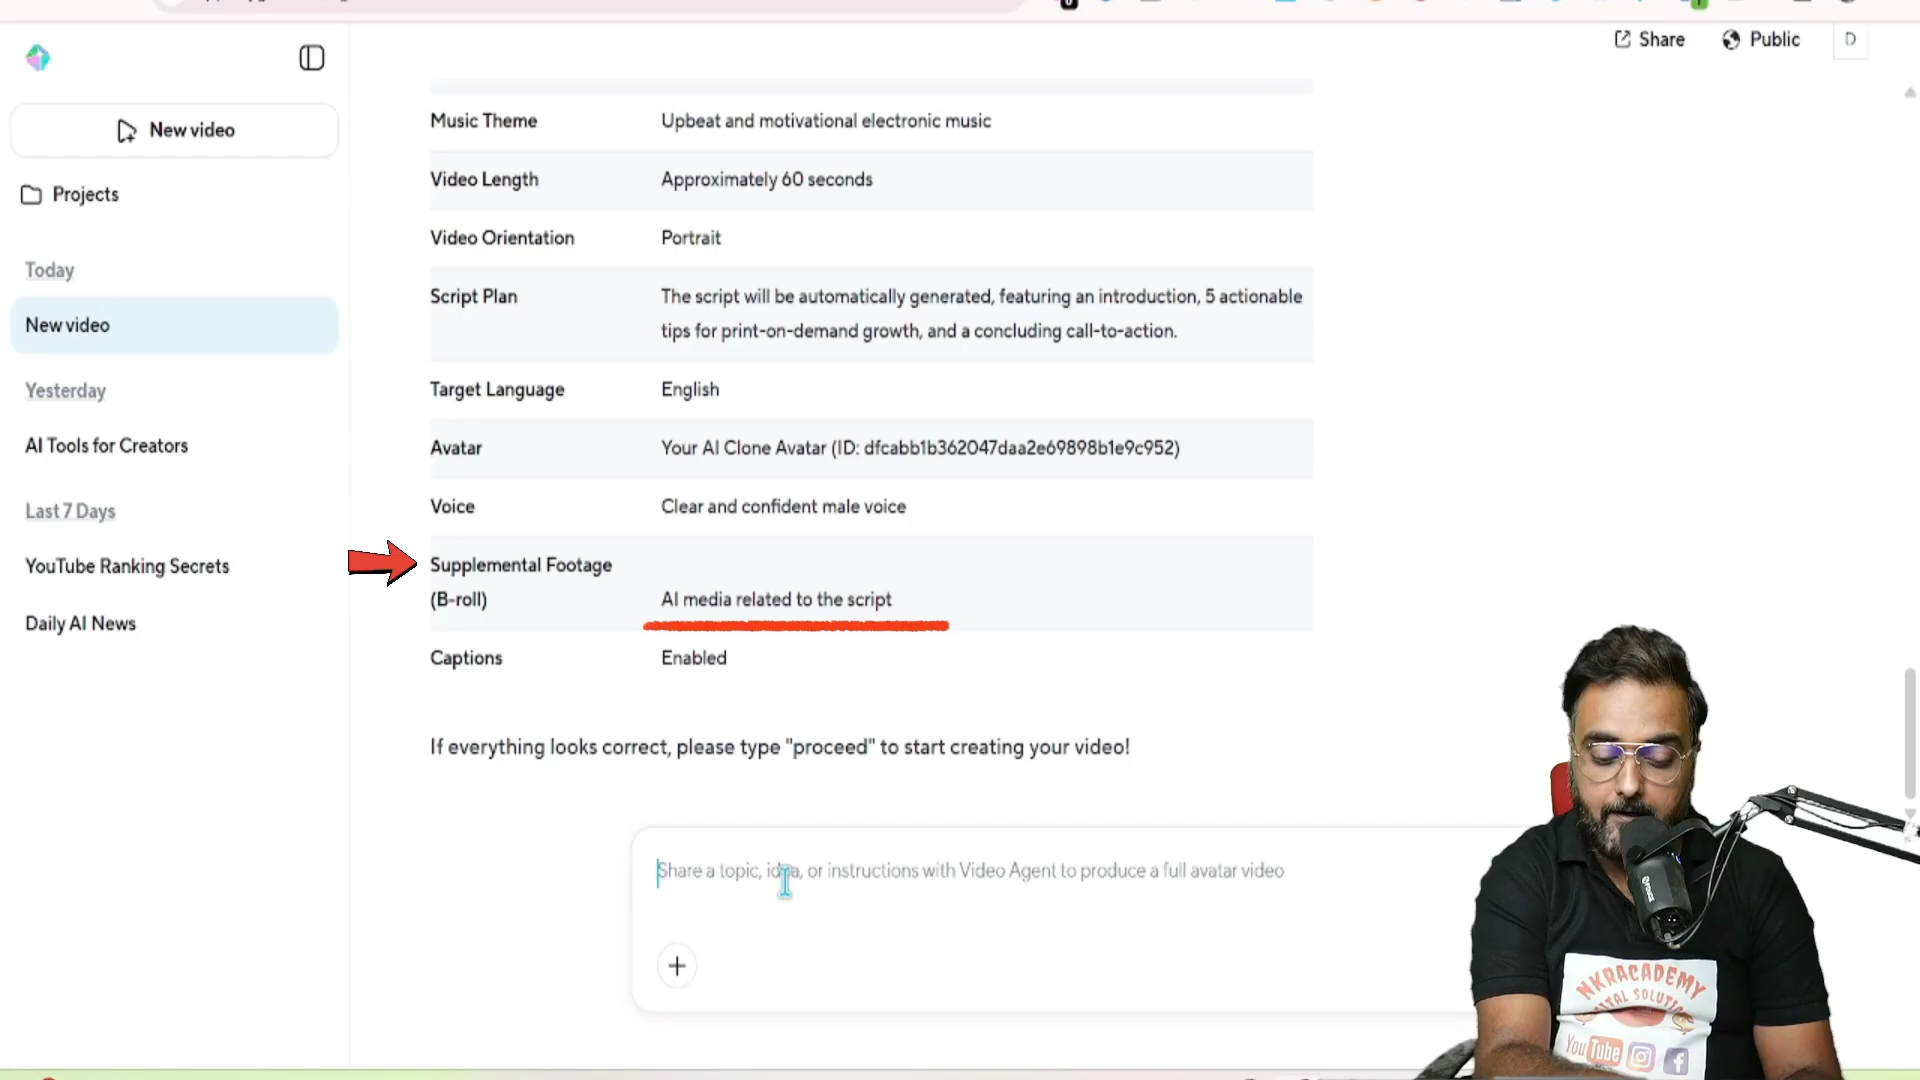 Share
Public
D
New video
Projects
Today
New video
Yesterday
AI Tools for Creators
Last 7 Days
YouTube Ranking Secrets
Daily AI News
Music Theme Upbeat and motivational electronic music
Video Length Approximately 60 seconds
Video Orientation Portrait
Script Plan The script will be automatically generated, featuring an introduction, 5 actionable
tips for print-on-demand growth, and a concluding call-to-action.
Target Language English
Avatar Your AI Clone Avatar (ID: dfcabb1b362047daa2e69898b1e9c952)
Voice Clear and confident male voice
Supplemental Footage
(B-roll) AI media related to the script
Captions Enabled
If everything looks correct, please type "proceed" to start creating your video!
Share a topic, idea, or instructions with Video Agent to produce a full avatar video
NKRACADEMY
You Tube